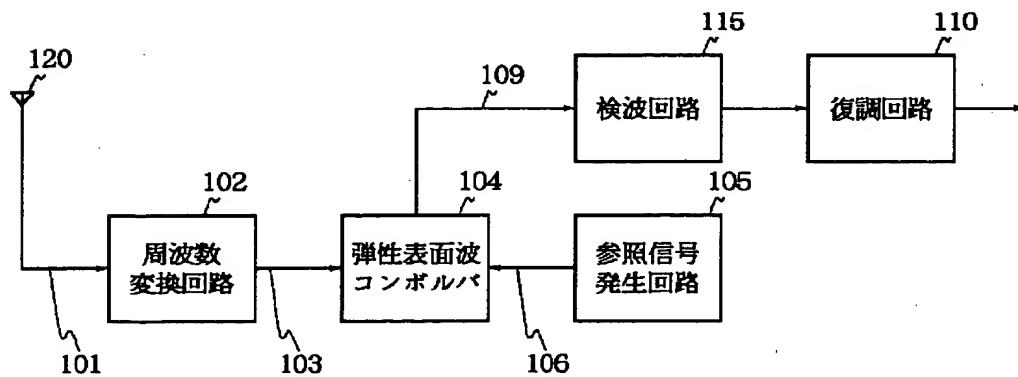 115
110
120
109
検波回路
復調回路
102
104
105
周波数
変換回路
弾性表面波
コンボルバ
参照信号
発生回路
101
103
106